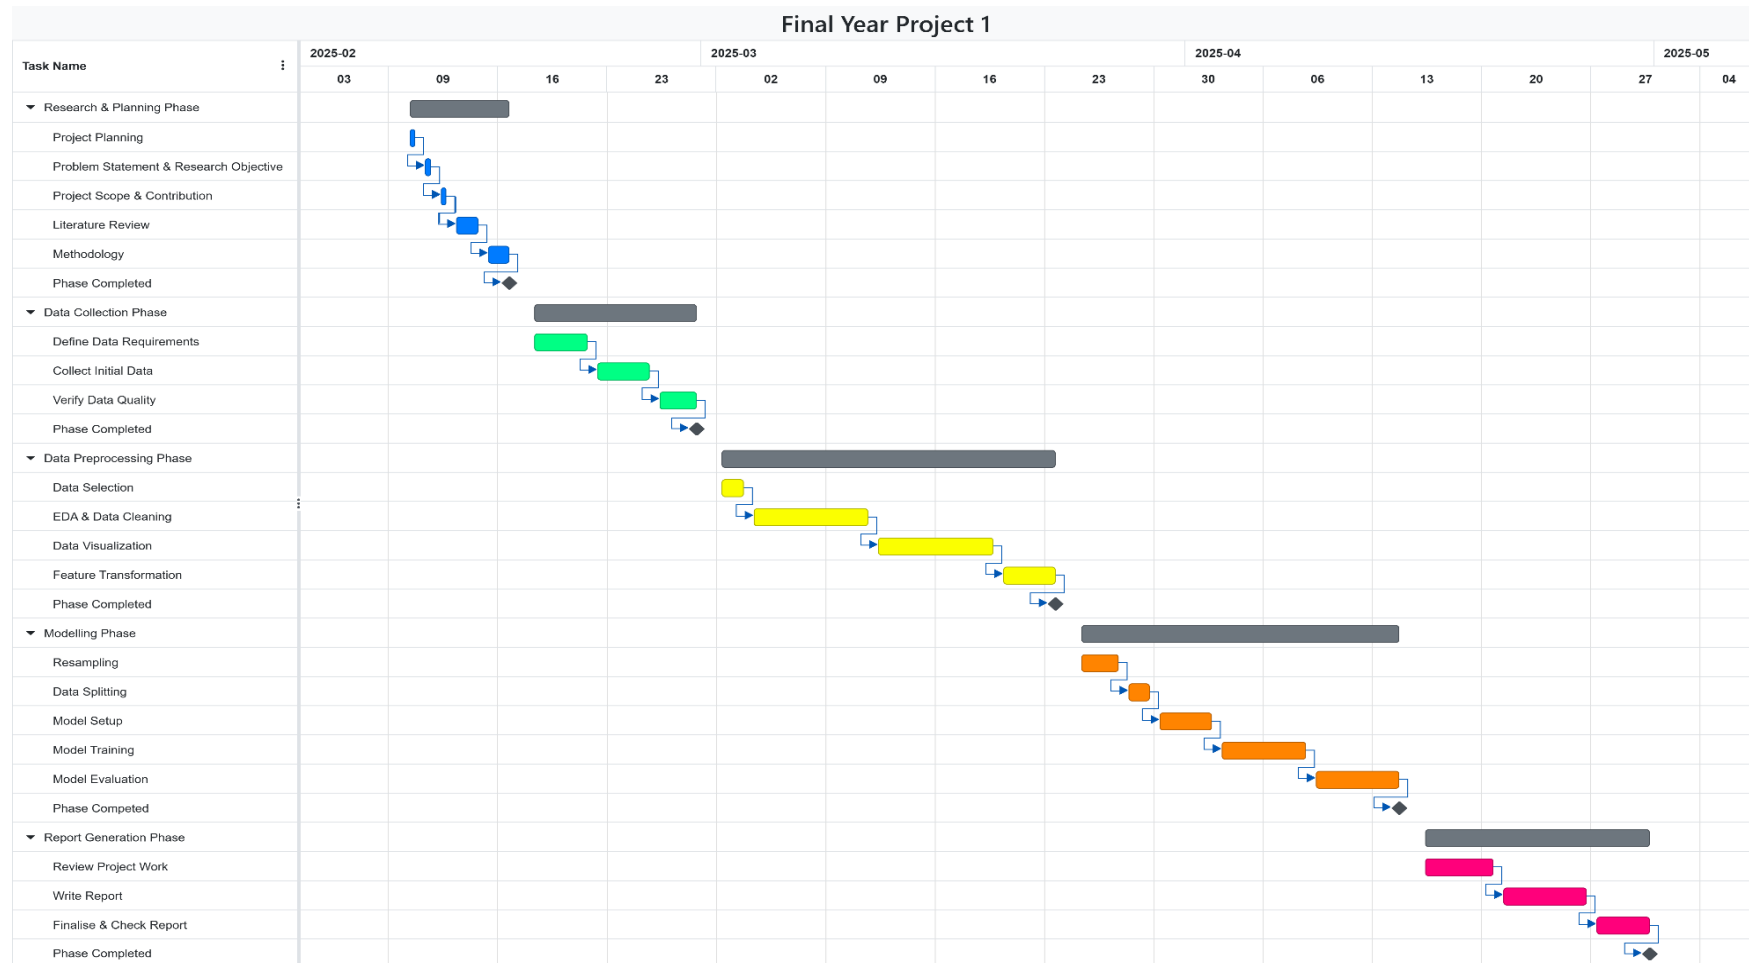 Final Year Project 1
2025-02 2025-03 2025-04 2025-05
Task Name
03 09 16 23 02 09 16 23 30 06 13 20 27 04
Research & Planning Phase
Project Planning
Problem Statement & Research Objective
Project Scope & Contribution
Literature Review
Methodology
Phase Completed
Data Collection Phase
Define Data Requirements
Collect Initial Data
Verify Data Quality
Phase Completed
Data Preprocessing Phase
Data Selection
EDA & Data Cleaning
Data Visualization
Feature Transformation
Phase Completed
Modelling Phase
Resampling
Data Splitting
Model Setup
Model Training
Model Evaluation
Phase Competed
Report Generation Phase
Review Project Work
Write Report
Finalise & Check Report
Phase Completed